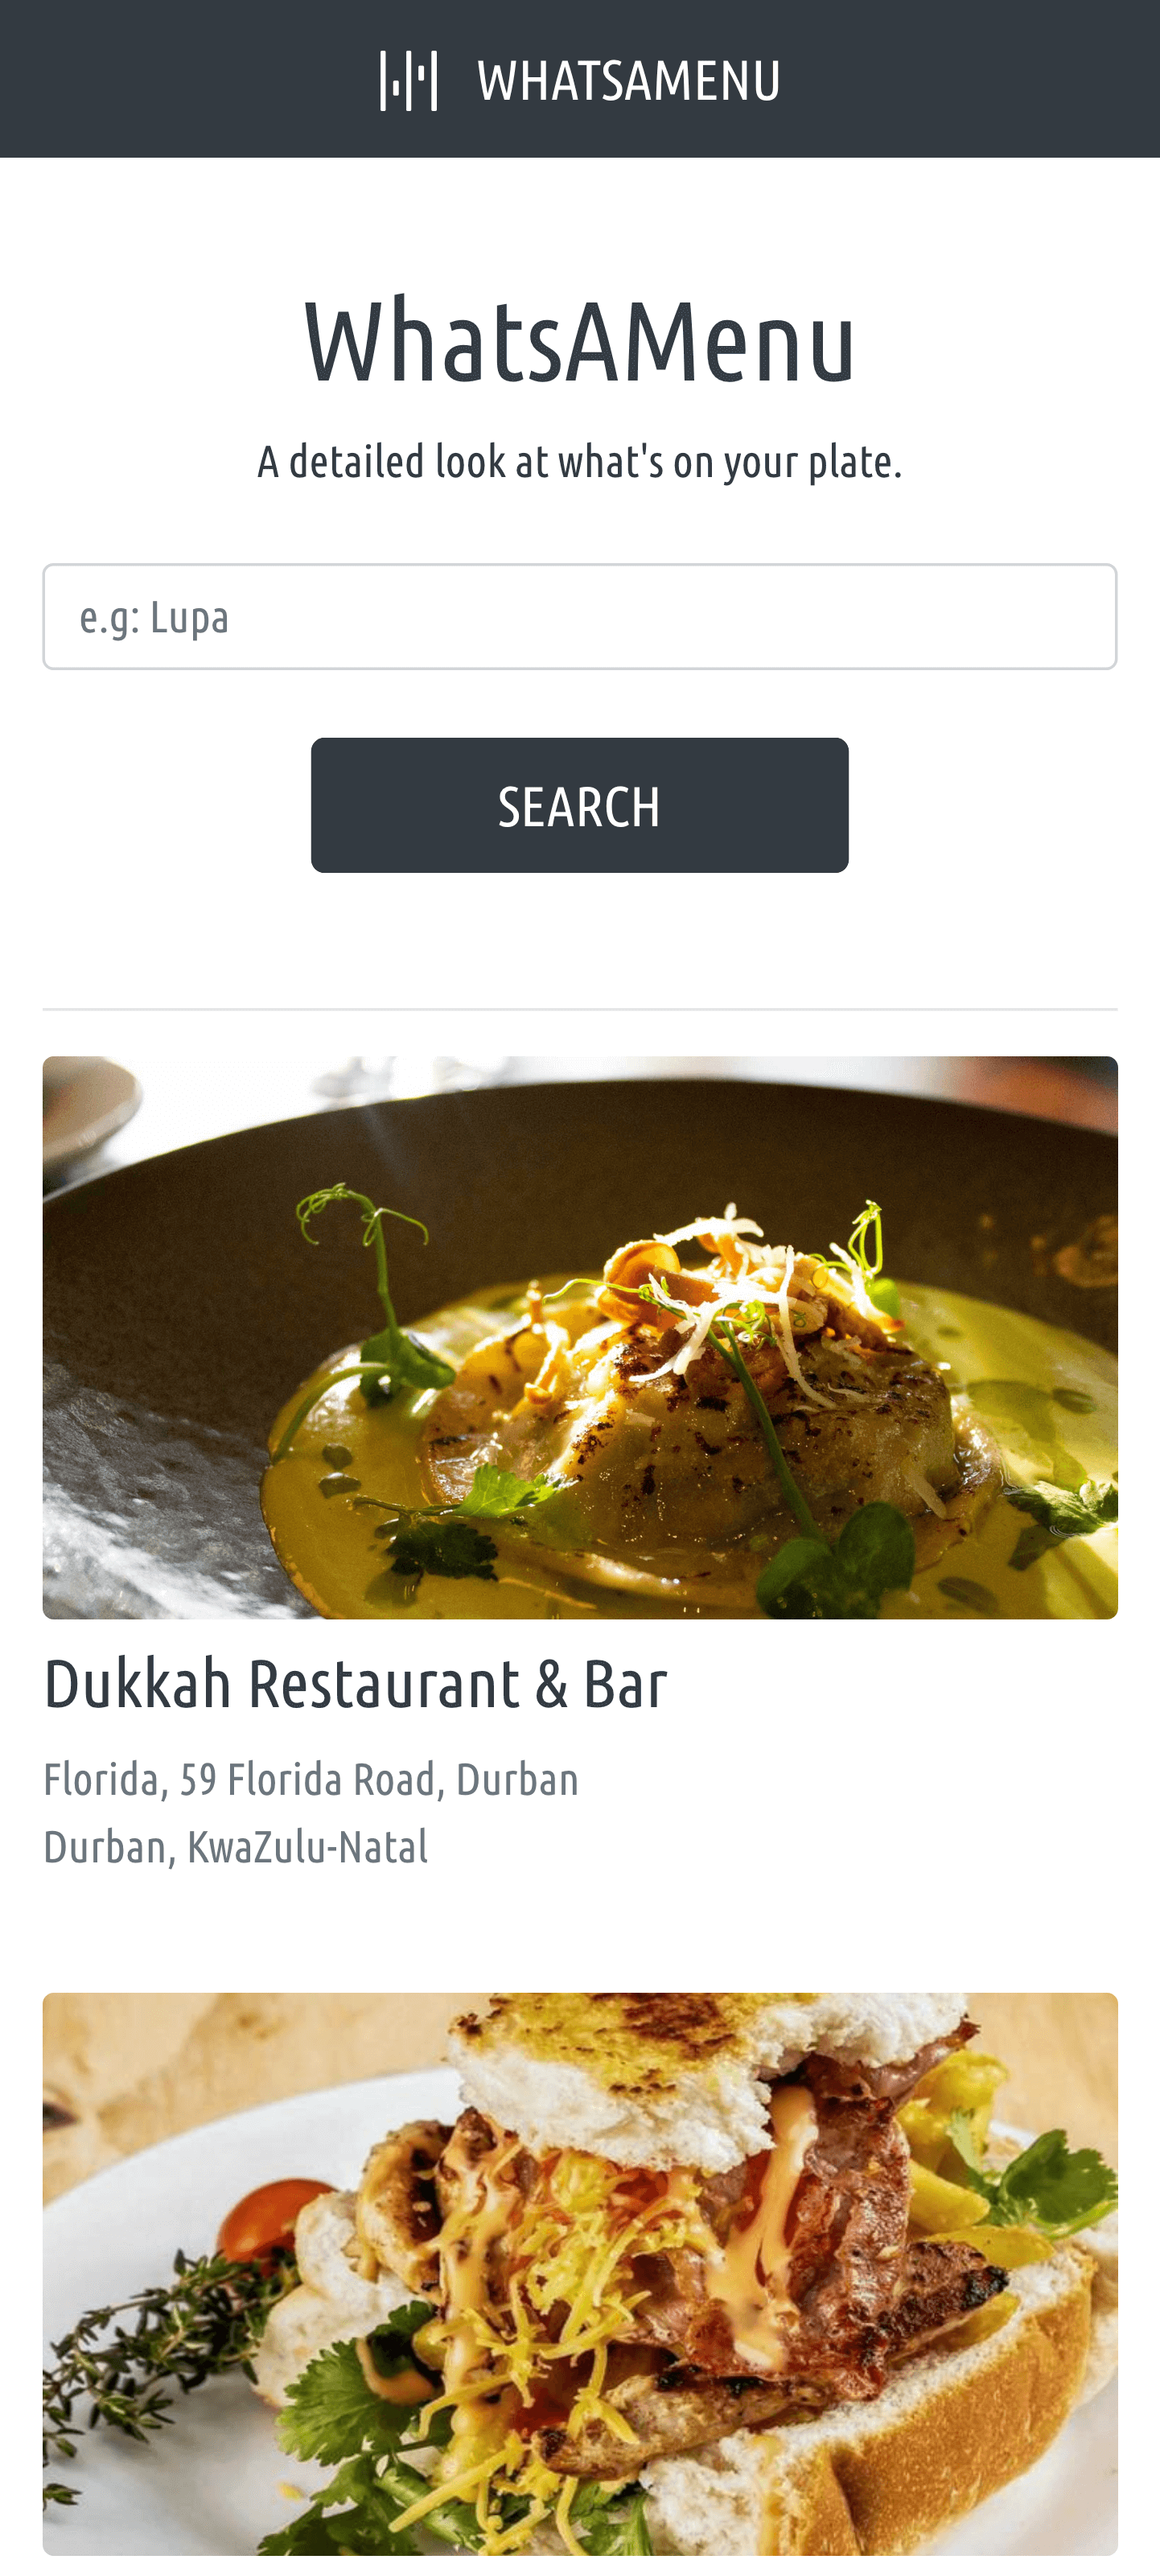 WHATSAMENU
WhatsAMenu
A detailed look at what's on your plate.
e.g: Lupa
SEARCH
Dukkah Restaurant & Bar
Florida, 59 Florida Road, Durban
Durban, KwaZulu-Natal